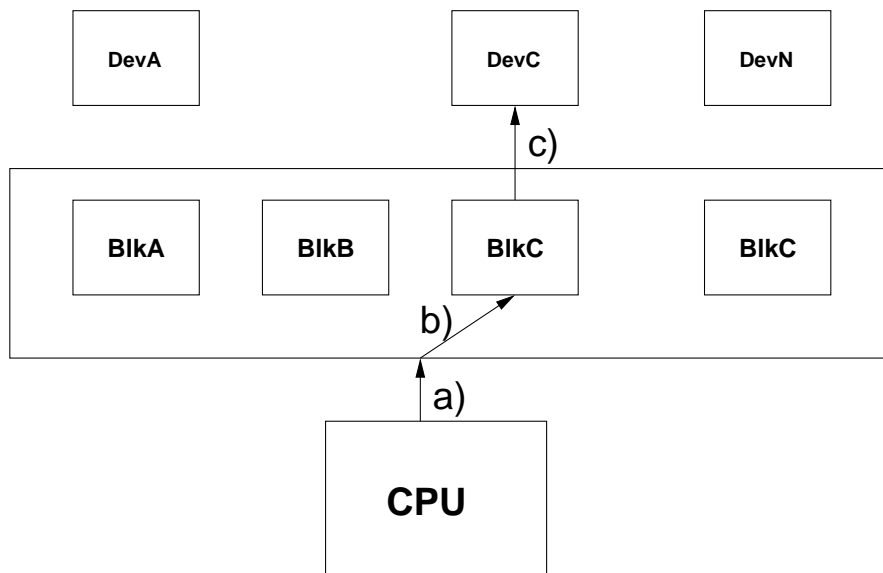 DevA
DevC
DevN
c)
BlkA
BlkB
BlkC
BlkC
b)
a)
CPU